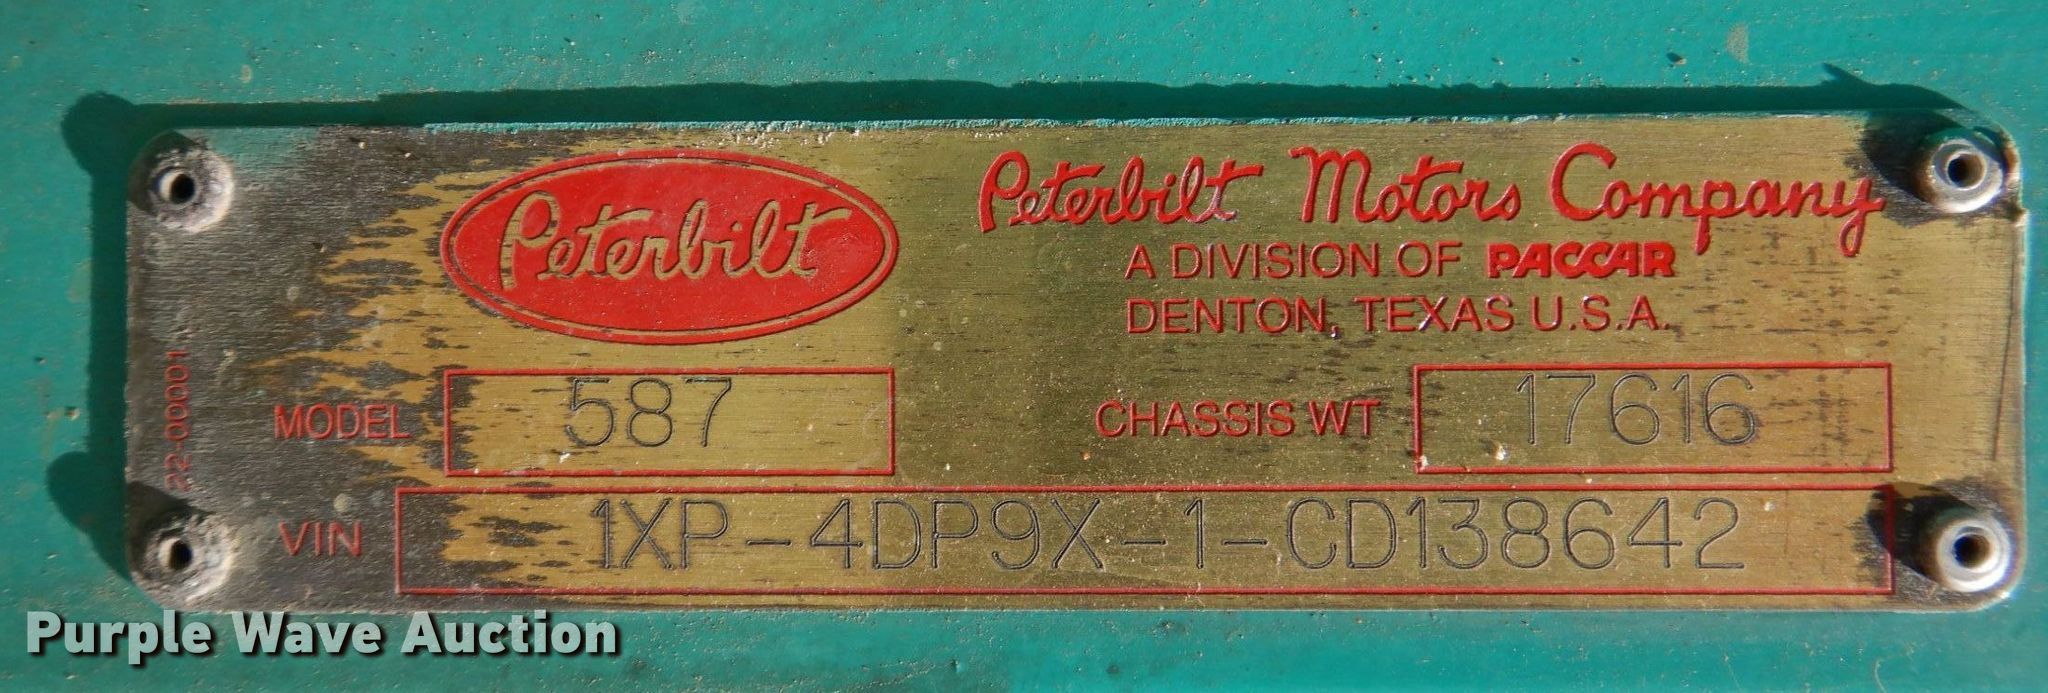 Peterbilt
Peterbilt Motors Company
A DIVISION OF PACCAR
DENTON, TEXAS U.S.A.
22-00001
MODEL 587
CHASSIS WT 17616
VIN 1XP-4DP9X-1-CD138642
Purple Wave Auction